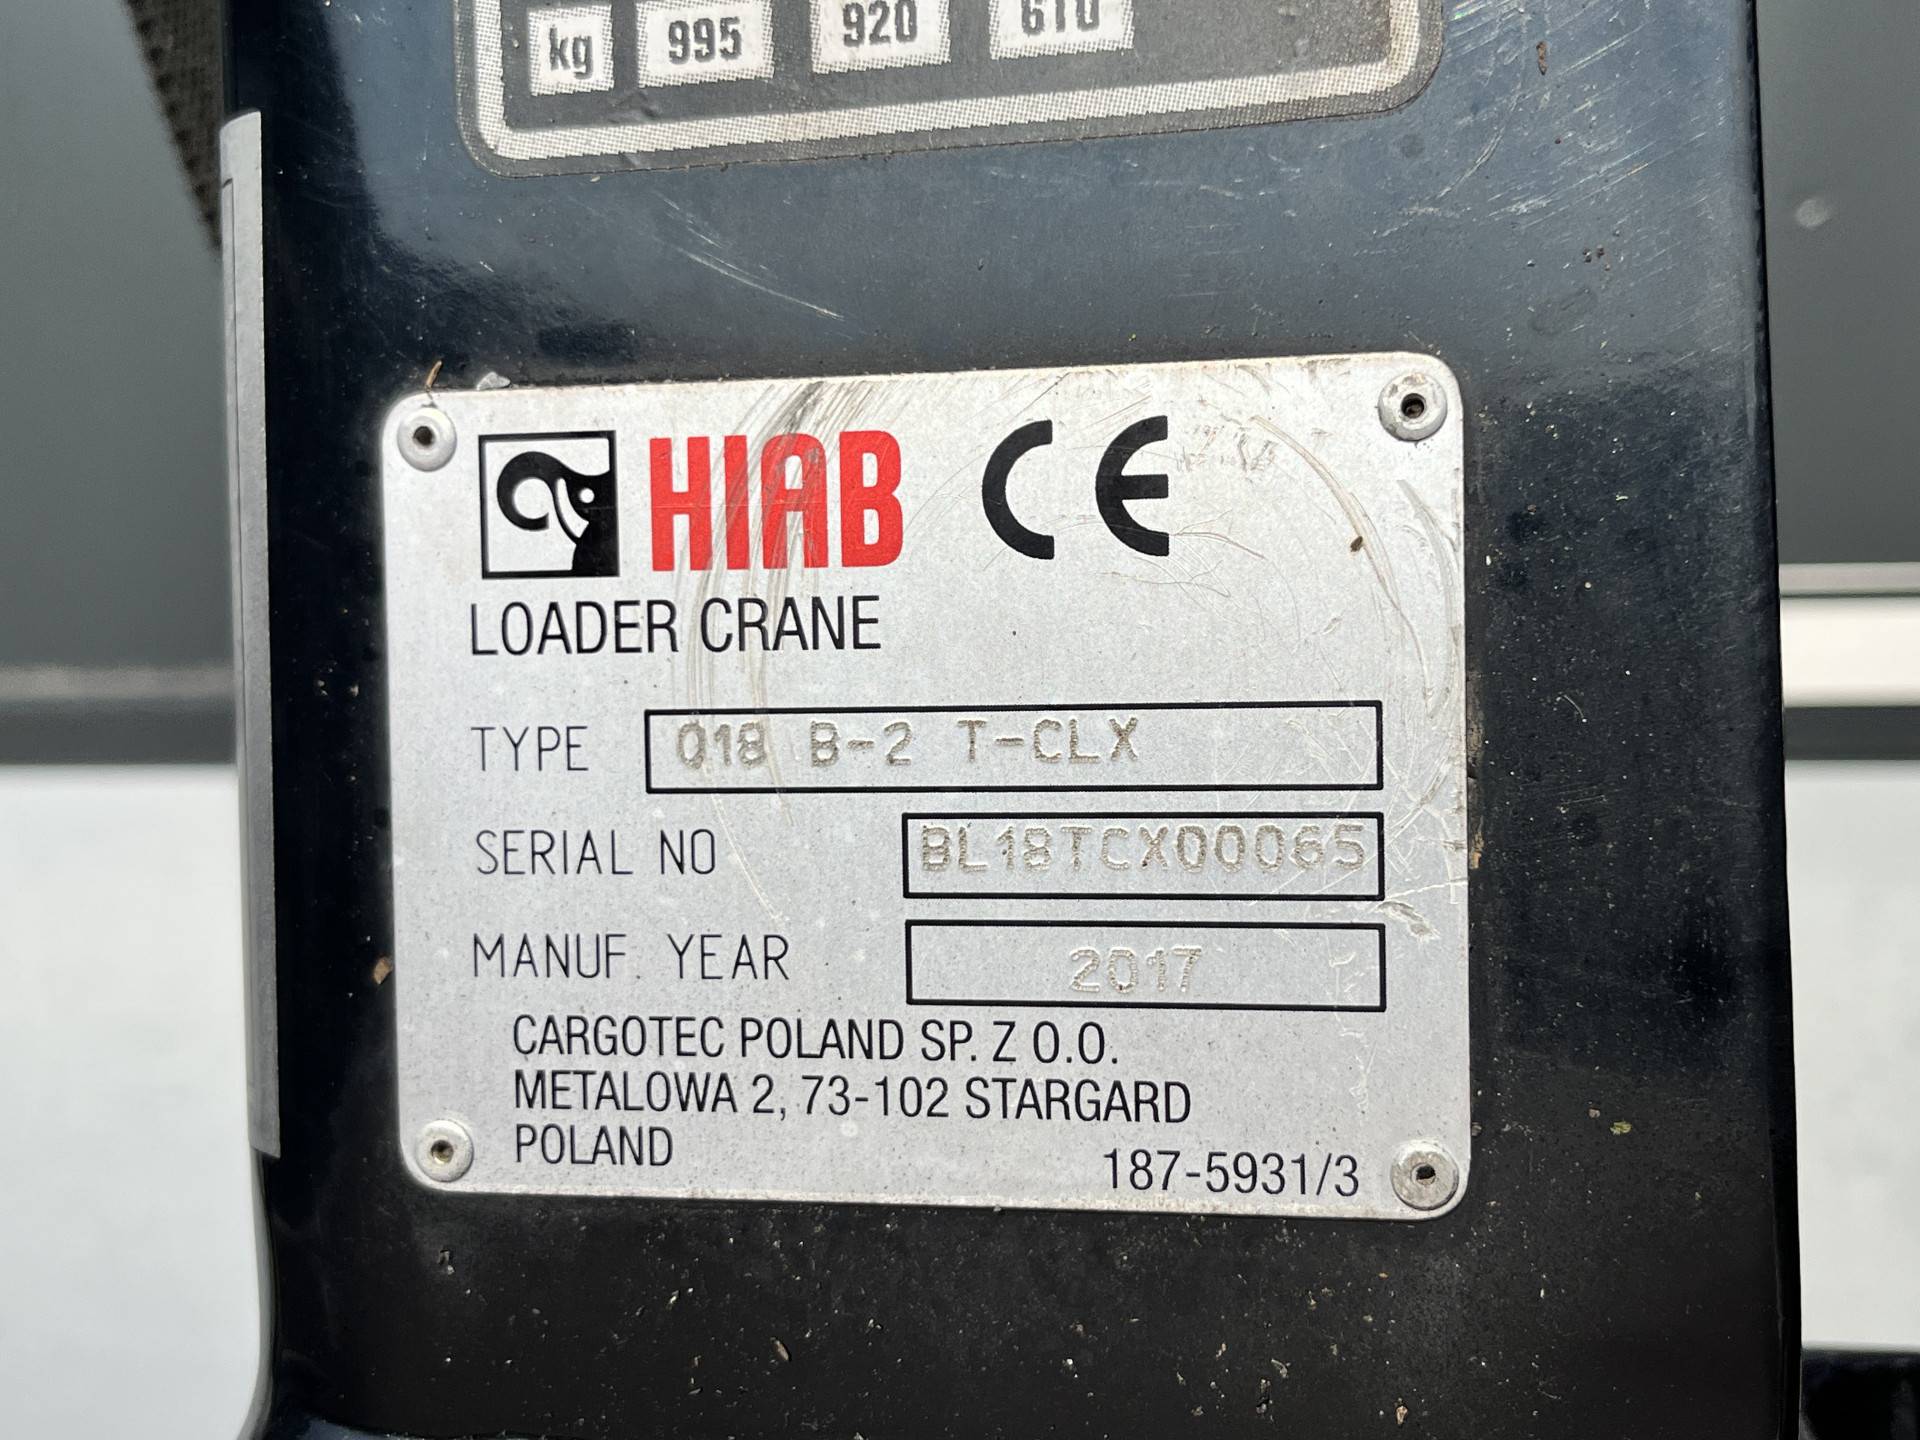 kg 995 920 610
HIAB CE
LOADER CRANE
TYPE 018 B-2 T-CLX
SERIAL NO BL18TCX00065
MANUF. YEAR 2017
CARGOTEC POLAND SP. Z O.O.
METALOWA 2, 73-102 STARGARD
POLAND
187-5931/3